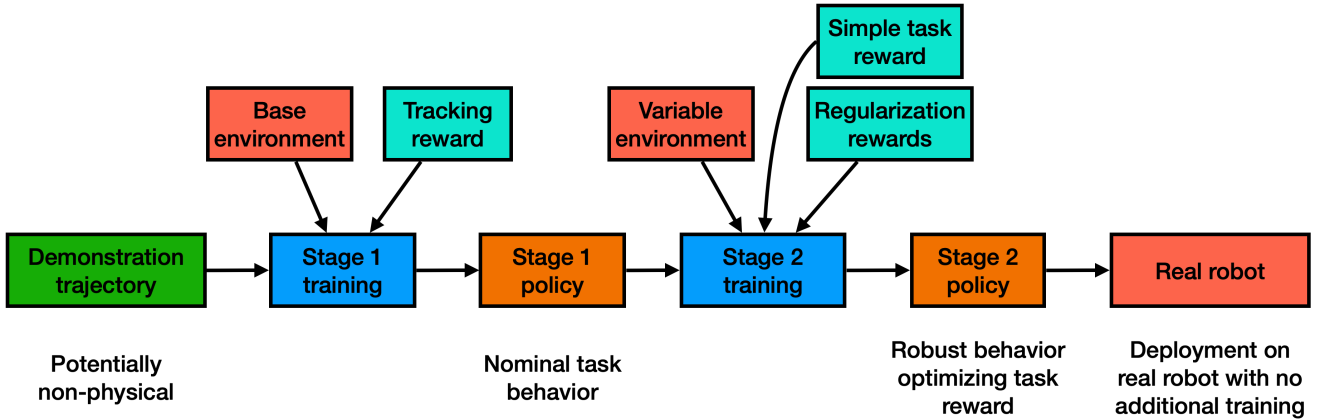 Simple task
reward
Base
environment
Tracking
reward
Variable
environment
Regularization
rewards
Demonstration
trajectory
Stage 1
training
Stage 1
policy
Stage 2
training
Stage 2
policy
Real robot
Potentially
non-physical
Nominal task
behavior
Robust behavior
optimizing task
reward
Deployment on
real robot with no
additional training